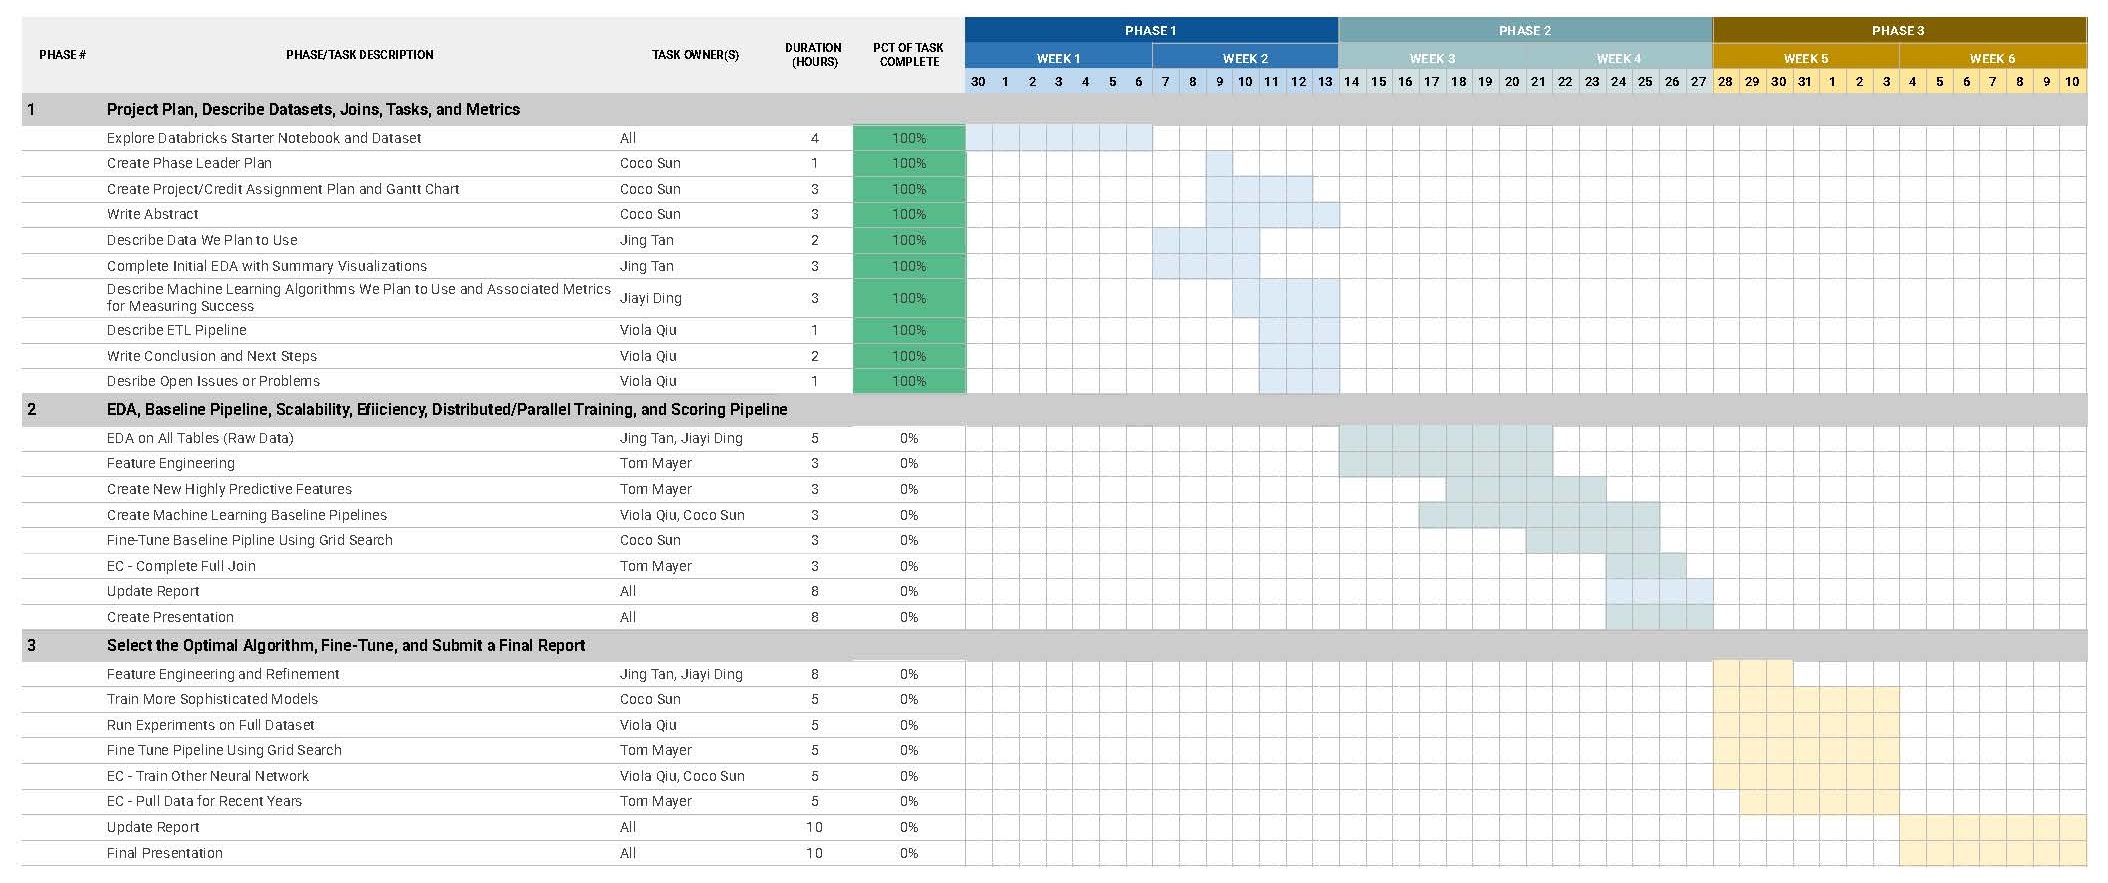 PHASE 1 PHASE 2 PHASE 3
PHASE # PHASE/TASK DESCRIPTION TASK OWNER(S) DURATION (HOURS) PCT OF TASK COMPLETE
WEEK 1 WEEK 2 WEEK 3 WEEK 4 WEEK 5 WEEK 6
30 1 2 3 4 5 6 7 8 9 10 11 12 13 14 15 16 17 18 19 20 21 22 23 24 25 26 27 28 29 30 31 1 2 3 4 5 6 7 8 9 10
1 Project Plan, Describe Datasets, Joins, Tasks, and Metrics
Explore Databricks Starter Notebook and Dataset All 4 100%
Create Phase Leader Plan Coco Sun 1 100%
Create Project/Credit Assignment Plan and Gantt Chart Coco Sun 3 100%
Write Abstract Coco Sun 3 100%
Describe Data We Plan to Use Jing Tan 2 100%
Complete Initial EDA with Summary Visualizations Jing Tan 3 100%
Describe Machine Learning Algorithms We Plan to Use and Associated Metrics
for Measuring Success Jiayi Ding 3 100%
Describe ETL Pipeline Viola Qiu 1 100%
Write Conclusion and Next Steps Viola Qiu 2 100%
Desribe Open Issues or Problems Viola Qiu 1 100%
2 EDA, Baseline Pipeline, Scalability, Efiiciency, Distributed/Parallel Training, and Scoring Pipeline
EDA on All Tables (Raw Data) Jing Tan, Jiayi Ding 5 0%
Feature Engineering Tom Mayer 3 0%
Create New Highly Predictive Features Tom Mayer 3 0%
Create Machine Learning Baseline Pipelines Viola Qiu, Coco Sun 3 0%
Fine-Tune Baseline Pipline Using Grid Search Coco Sun 3 0%
EC - Complete Full Join Tom Mayer 3 0%
Update Report All 8 0%
Create Presentation All 8 0%
3 Select the Optimal Algorithm, Fine-Tune, and Submit a Final Report
Feature Engineering and Refinement Jing Tan, Jiayi Ding 8 0%
Train More Sophisticated Models Coco Sun 5 0%
Run Experiments on Full Dataset Viola Qiu 5 0%
Fine Tune Pipeline Using Grid Search Tom Mayer 5 0%
EC - Train Other Neural Network Viola Qiu, Coco Sun 5 0%
EC - Pull Data for Recent Years Tom Mayer 5 0%
Update Report All 10 0%
Final Presentation All 10 0%